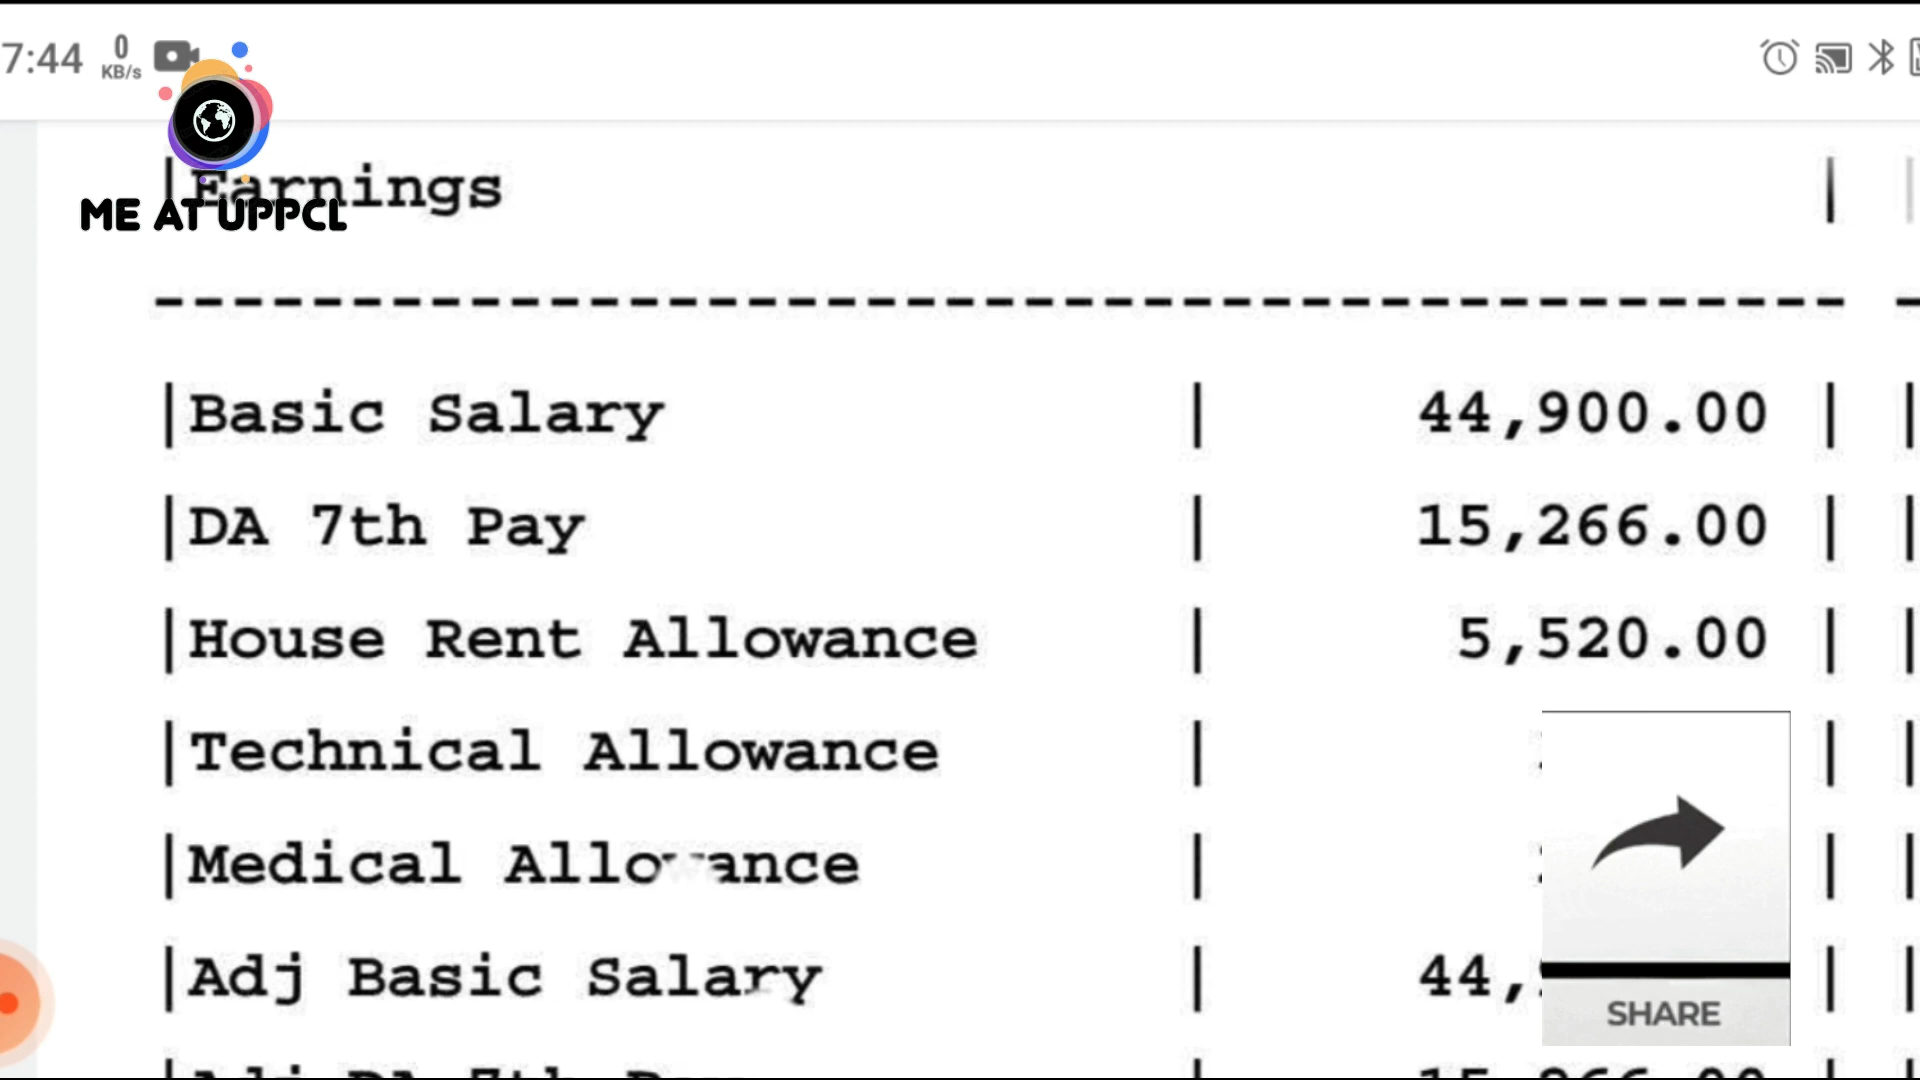 7:44 0 KB/s
|Earnings |
ME AT UPPCL
--------------------------------------------
|Basic Salary | 44,900.00 | |
|DA 7th Pay | 15,266.00 | |
|House Rent Allowance | 5,520.00 | |
|Technical Allowance | | |
|Medical Allowance | | |
|Adj Basic Salary | 44, | |
SHARE